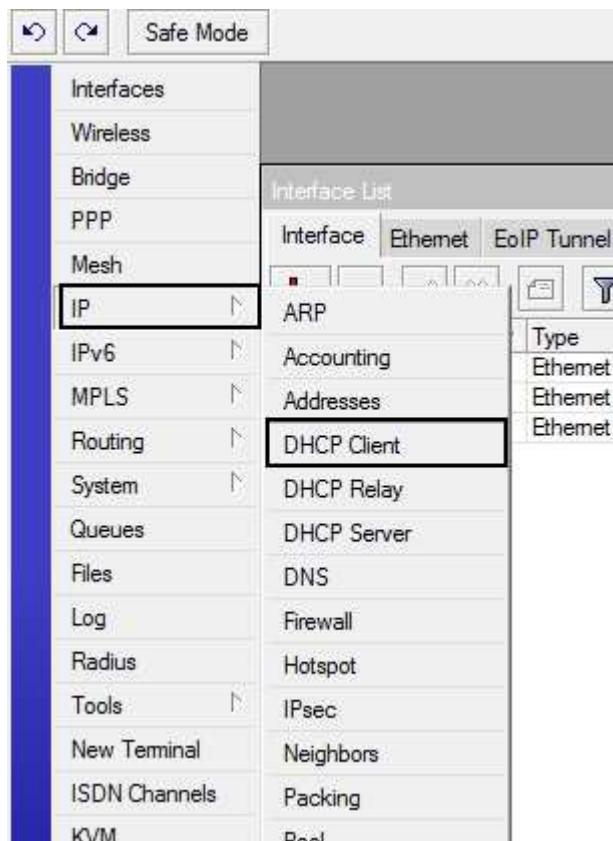 Safe Mode
Interfaces
Wireless
Bridge
PPP
Mesh
IP
IPv6
MPLS
Routing
System
Queues
Files
Log
Radius
Tools
New Terminal
ISDN Channels
KVM
Interface List
Interface Ethernet EoIP Tunnel
Type
Ethernet
Ethernet
Ethernet
ARP
Accounting
Addresses
DHCP Client
DHCP Relay
DHCP Server
DNS
Firewall
Hotspot
IPsec
Neighbors
Packing
Pool